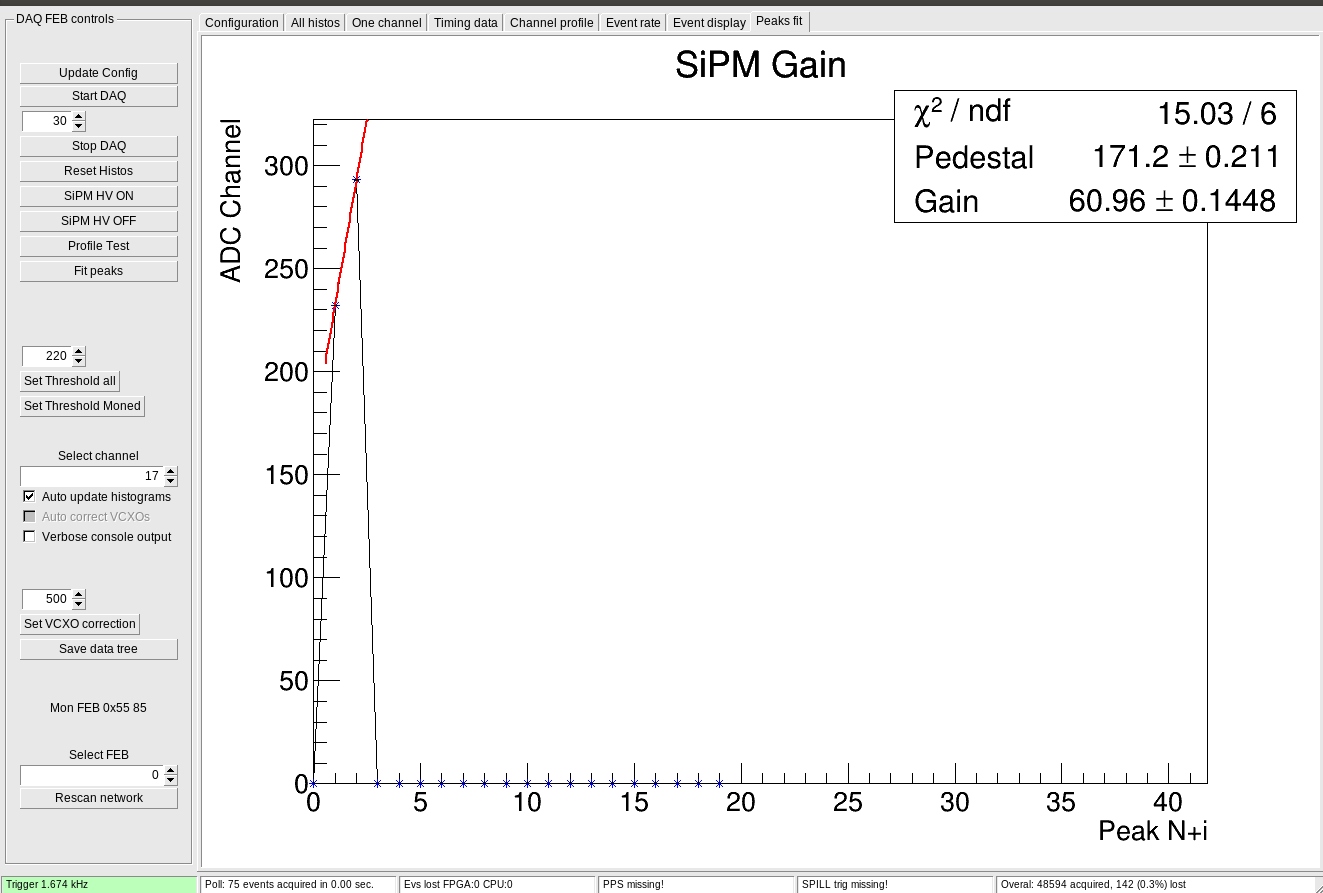 DAQ FEB controls
Update Config
Start DAQ
30
Stop DAQ
Reset Histos
SiPM HV ON
SiPM HV OFF
Profile Test
Fit peaks
220
Set Threshold all
Set Threshold Moned
Select channel
17
Auto update histograms
Auto correct VCXOs
Verbose console output
500
Set VCXO correction
Save data tree
Mon FEB 0x55 85
Select FEB
0
Rescan network
Configuration All histos One channel Timing data Channel profile Event rate Event display Peaks fit
SiPM Gain
χ² / ndf 15.03 / 6
Pedestal 171.2 ± 0.211
Gain 60.96 ± 0.1448
ADC Channel
300
250
200
150
100
50
0
0 5 10 15 20 25 30 35 40
Peak N+i
Trigger 1.674 kHz Poll: 75 events acquired in 0.00 sec. Evs lost FPGA:0 CPU:0 PPS missing! SPILL trig missing! Overal: 48594 acquired, 142 (0.3%) lost